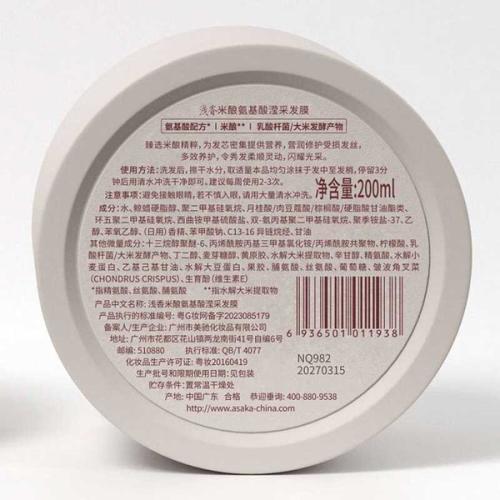 浅香米酿氨基酸滢采发膜
氨基酸配方* | 米酿** | 乳酸杆菌/大米发酵产物
臻选米酿精粹,为发芯密集提供营养,营润修护受损发丝,
多效养护,令秀发柔顺灵动,闪耀光采。
使用方法:洗发后,擦干水分,取适量本品均匀涂抹于发中至发梢,停留3分
钟后用清水冲洗干净即可。建议每周使用2-3次。
注意事项:避免接触眼睛,若不慎入眼,请用大量清水冲洗。
净含量:200ml
成分:水、鲸蜡硬脂醇、聚二甲基硅氧烷、月桂酸/肉豆蔻酸/棕榈酸/硬脂酸甘油酯类、
环五聚二甲基硅氧烷、西曲铵甲基硫酸盐、双-氨丙基聚二甲基硅氧烷、聚季铵盐-37、乙
醇、苯氧乙醇、(日用)香精、苯甲酸钠、C13-16 异链烷烃、甘油
其他微量成分:十三烷醇聚醚-6、丙烯酰胺丙基三甲基氯化铵/丙烯酰胺共聚物、柠檬酸、乳
酸杆菌/大米发酵产物、丁二醇、麦芽糖醇、黄原胶、水解大米提取物、辛甘醇、精氨酸、水解小
麦蛋白、乙基己基甘油、水解大豆蛋白、果胶、脯氨酸、丝氨酸、葡萄糖、皱波角叉菜
(CHONDRUS CRISPUS)、生育酚(维生素E)
*指精氨酸、丝氨酸、脯氨酸 **指水解大米提取物
产品中文名称:浅香米酿氨基酸滢采发膜
产品执行的标准编号:粤G妆网备字2023085179
备案人/生产企业:广州市美驰化妆品有限公司
地址:广州市花都区花山镇两龙南街41号自编1号
邮编:510880 执行标准:QB/T 4077
化妆品生产许可证:粤妆20160419
生产批号和限期使用日期:见包装
贮存条件:置常温干燥处
产地:中国广东 合格 恭迎垂询:400-880-9538
http://www.asaka-china.com
6 936501 011938
NQ982
20270315